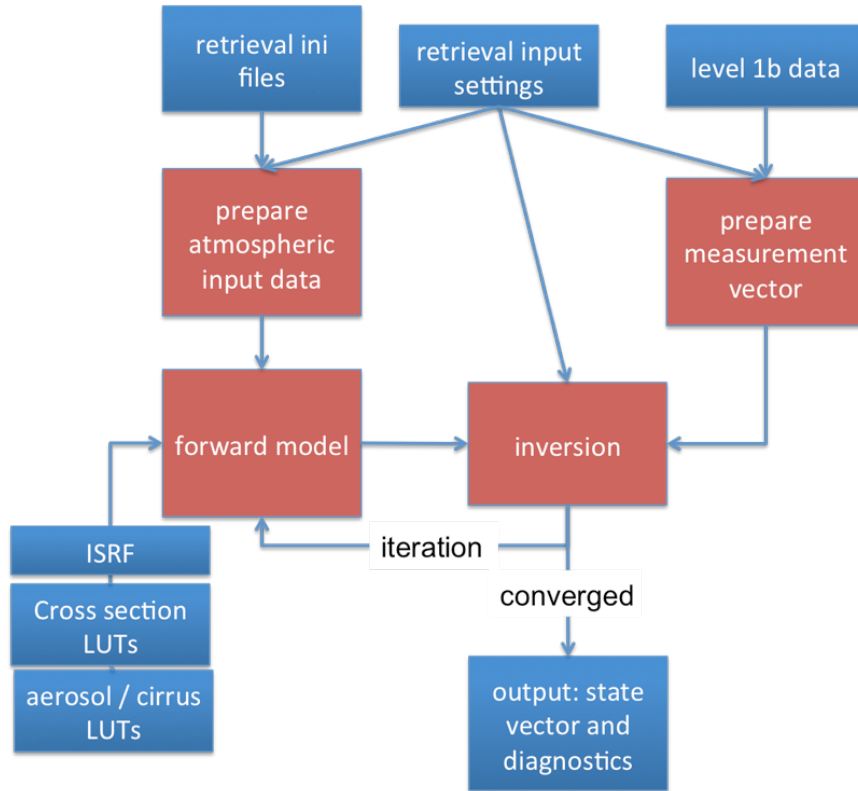 retrieval ini
files
retrieval input
settings
level 1b data
prepare
atmospheric
input data
prepare
measurement
vector
forward model
inversion
iteration
converged
ISRF
Cross section
LUTs
aerosol / cirrus
LUTs
output: state
vector and
diagnostics